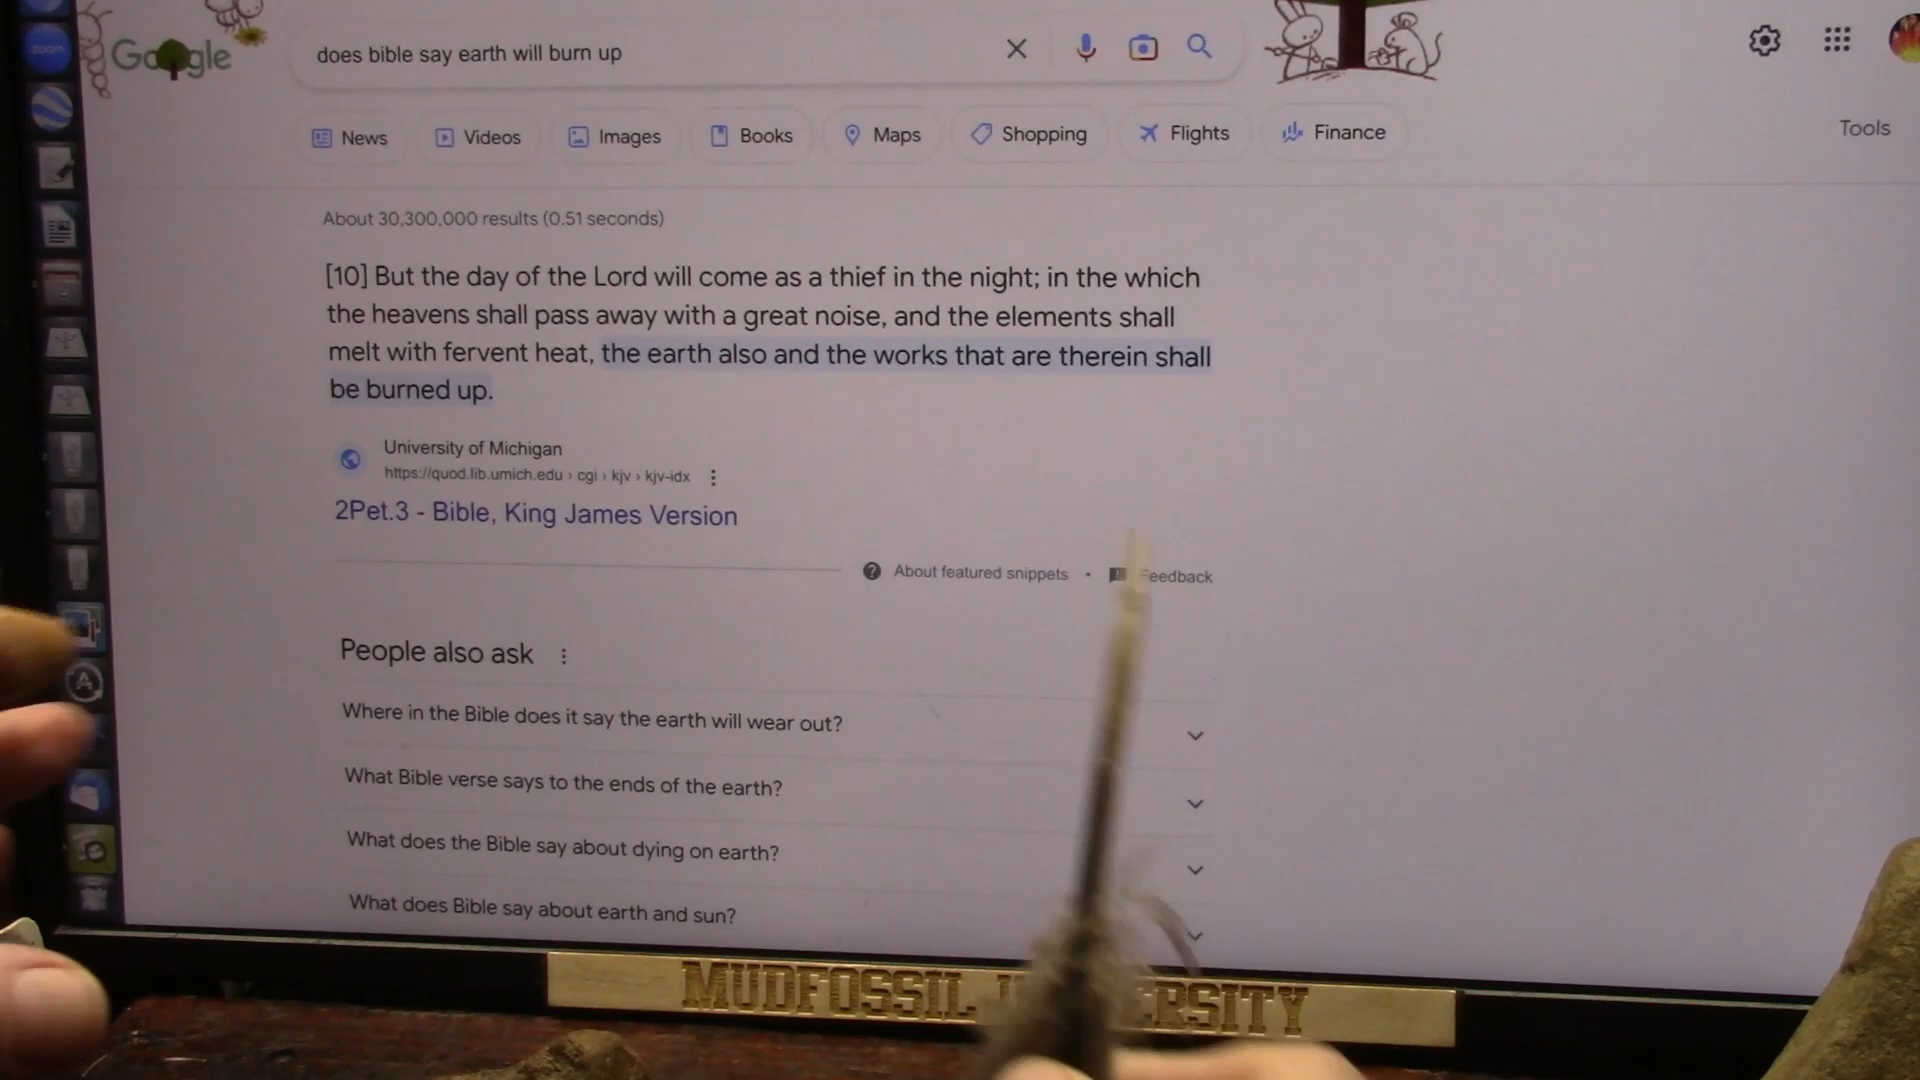 zoom
Google
does bible say earth will burn up
News
Videos
Images
Books
Maps
Shopping
Flights
Finance
Tools
About 30,300,000 results (0.51 seconds)
[10] But the day of the Lord will come as a thief in the night; in the which
the heavens shall pass away with a great noise, and the elements shall
melt with fervent heat, the earth also and the works that are therein shall
be burned up.
University of Michigan
https://quod.lib.umich.edu › cgi › kjv › kjv-idx
2Pet.3 - Bible, King James Version
About featured snippets • eedback
People also ask
Where in the Bible does it say the earth will wear out?
What Bible verse says to the ends of the earth?
What does the Bible say about dying on earth?
What does Bible say about earth and sun?
MUDFOSSIL ERSITY